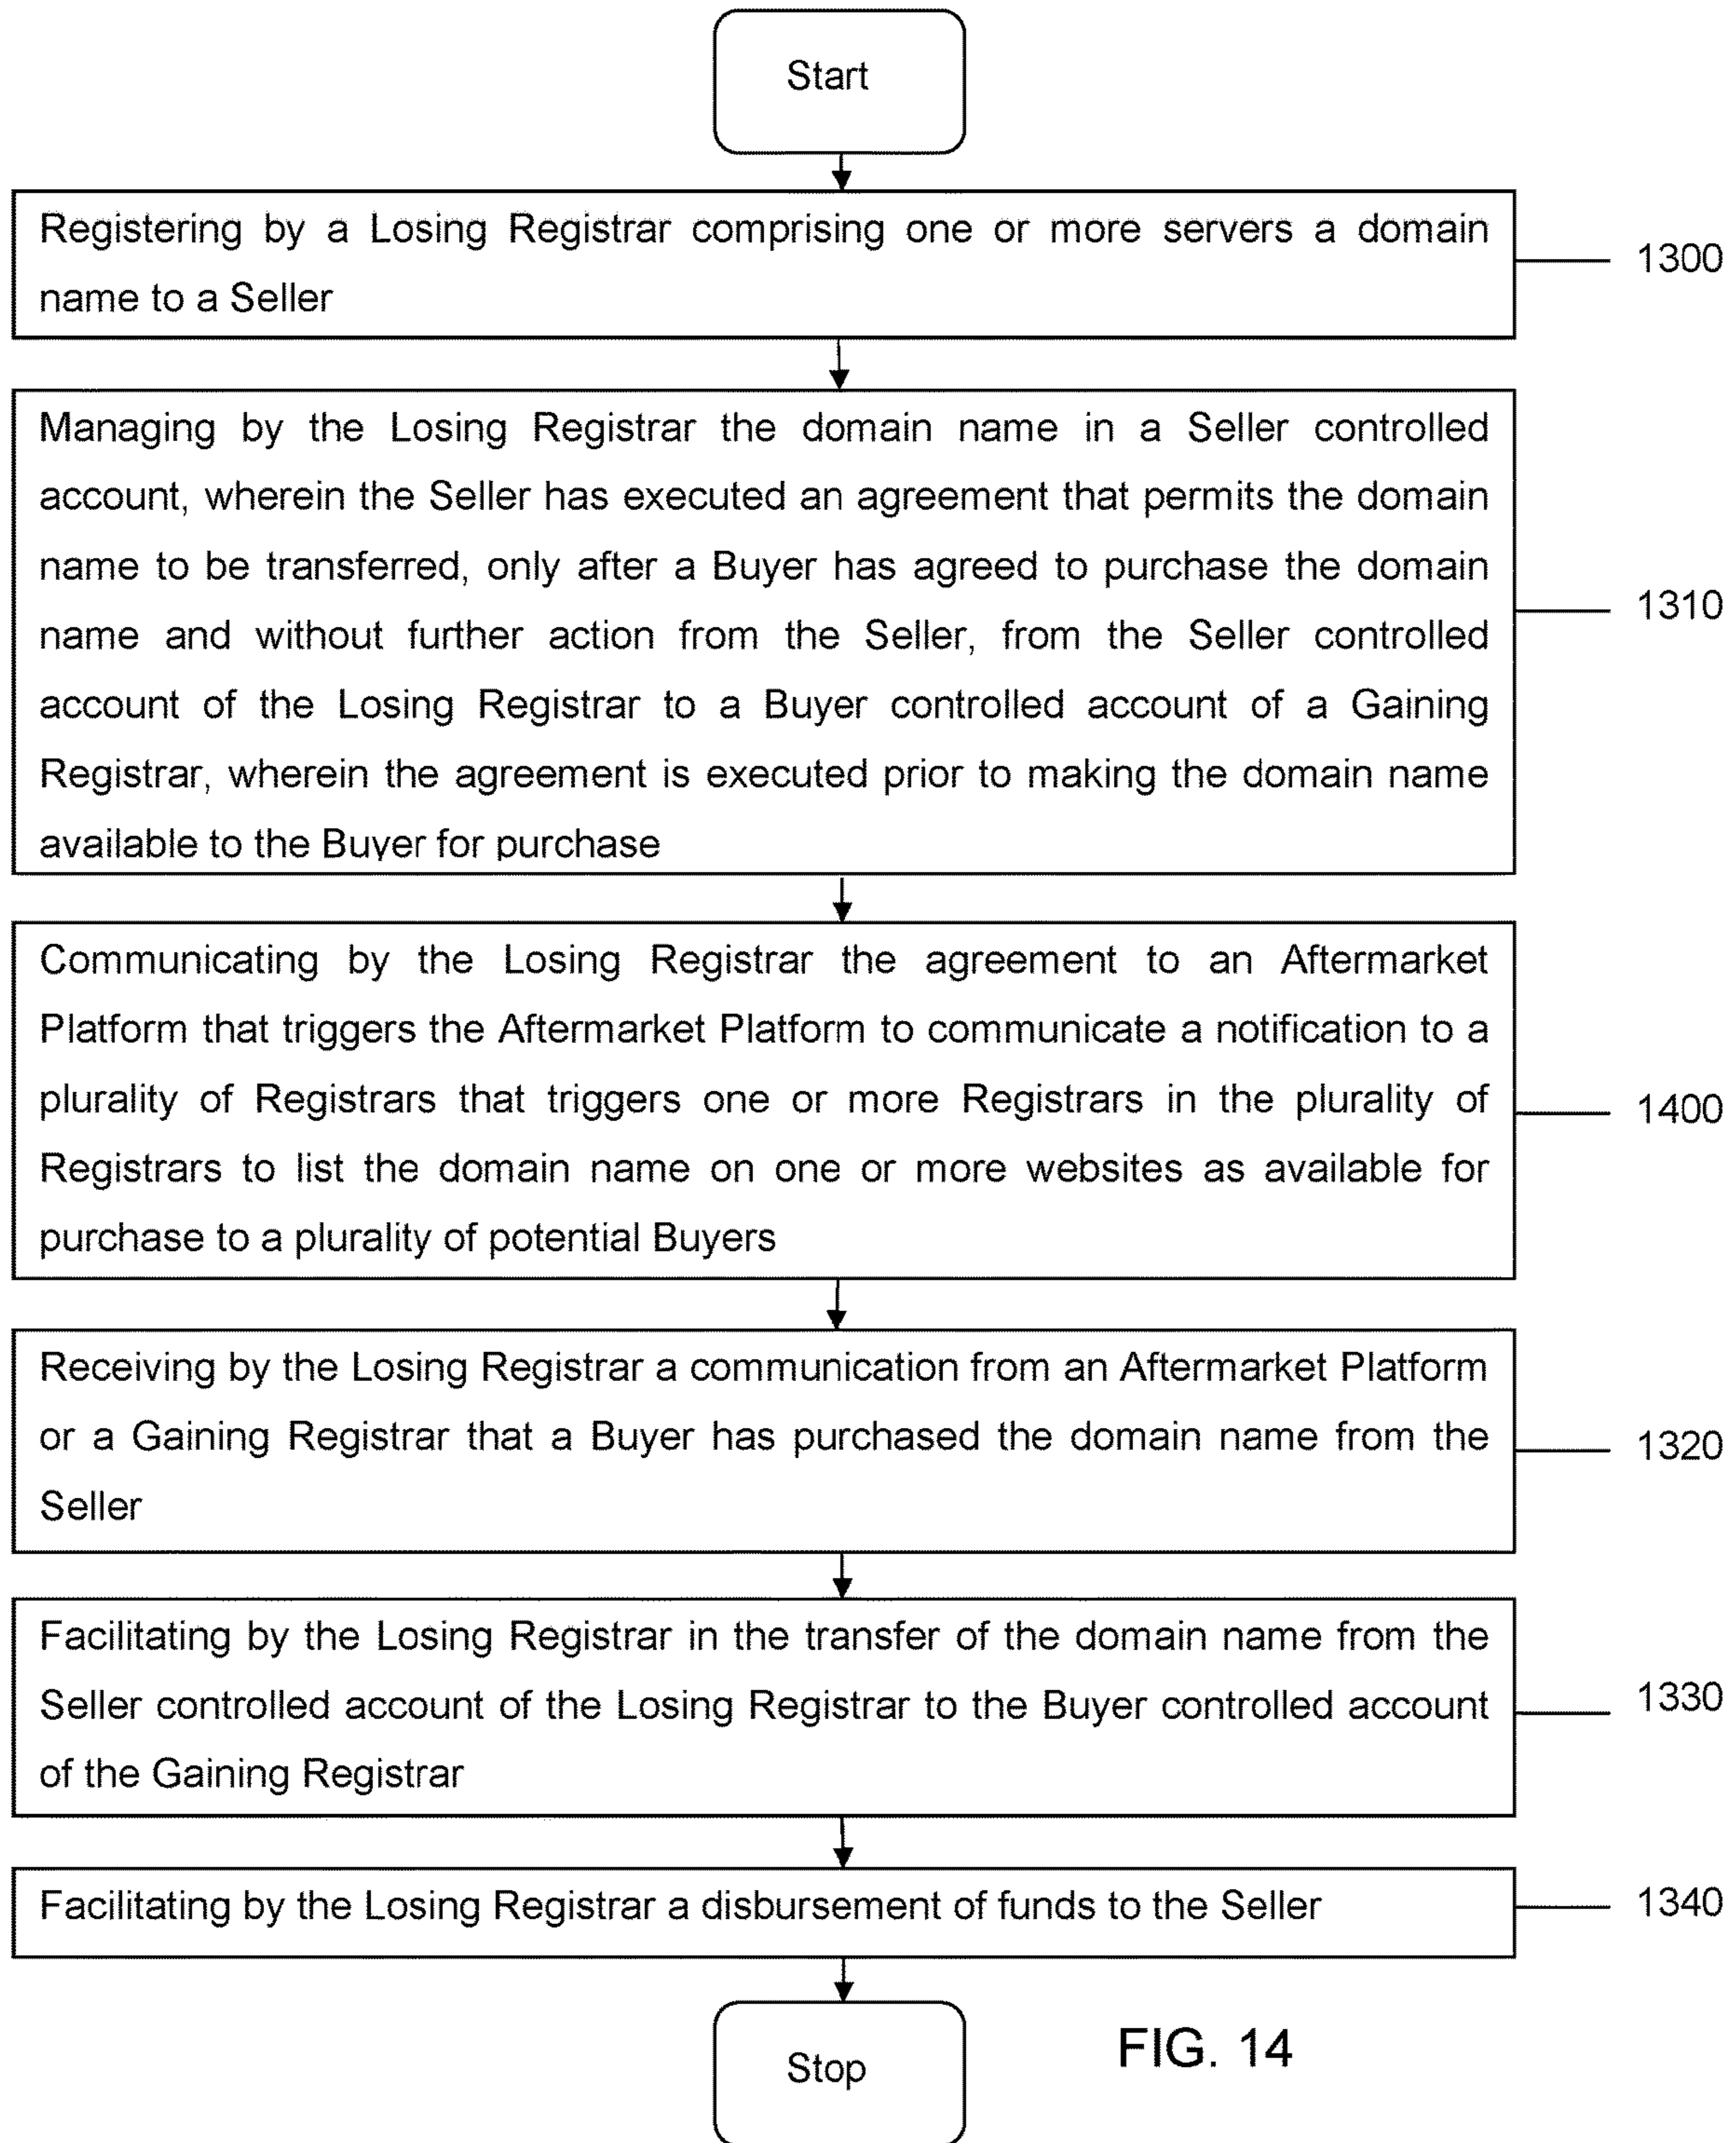 Start
Registering by a Losing Registrar comprising one or more servers a domain
name to a Seller
1300
Managing by the Losing Registrar the domain name in a Seller controlled
account, wherein the Seller has executed an agreement that permits the domain
name to be transferred, only after a Buyer has agreed to purchase the domain
name and without further action from the Seller, from the Seller controlled
account of the Losing Registrar to a Buyer controlled account of a Gaining
Registrar, wherein the agreement is executed prior to making the domain name
available to the Buyer for purchase
1310
Communicating by the Losing Registrar the agreement to an Aftermarket
Platform that triggers the Aftermarket Platform to communicate a notification to a
plurality of Registrars that triggers one or more Registrars in the plurality of
Registrars to list the domain name on one or more websites as available for
purchase to a plurality of potential Buyers
1400
Receiving by the Losing Registrar a communication from an Aftermarket Platform
or a Gaining Registrar that a Buyer has purchased the domain name from the
Seller
1320
Facilitating by the Losing Registrar in the transfer of the domain name from the
Seller controlled account of the Losing Registrar to the Buyer controlled account
of the Gaining Registrar
1330
Facilitating by the Losing Registrar a disbursement of funds to the Seller
1340
Stop
FIG. 14